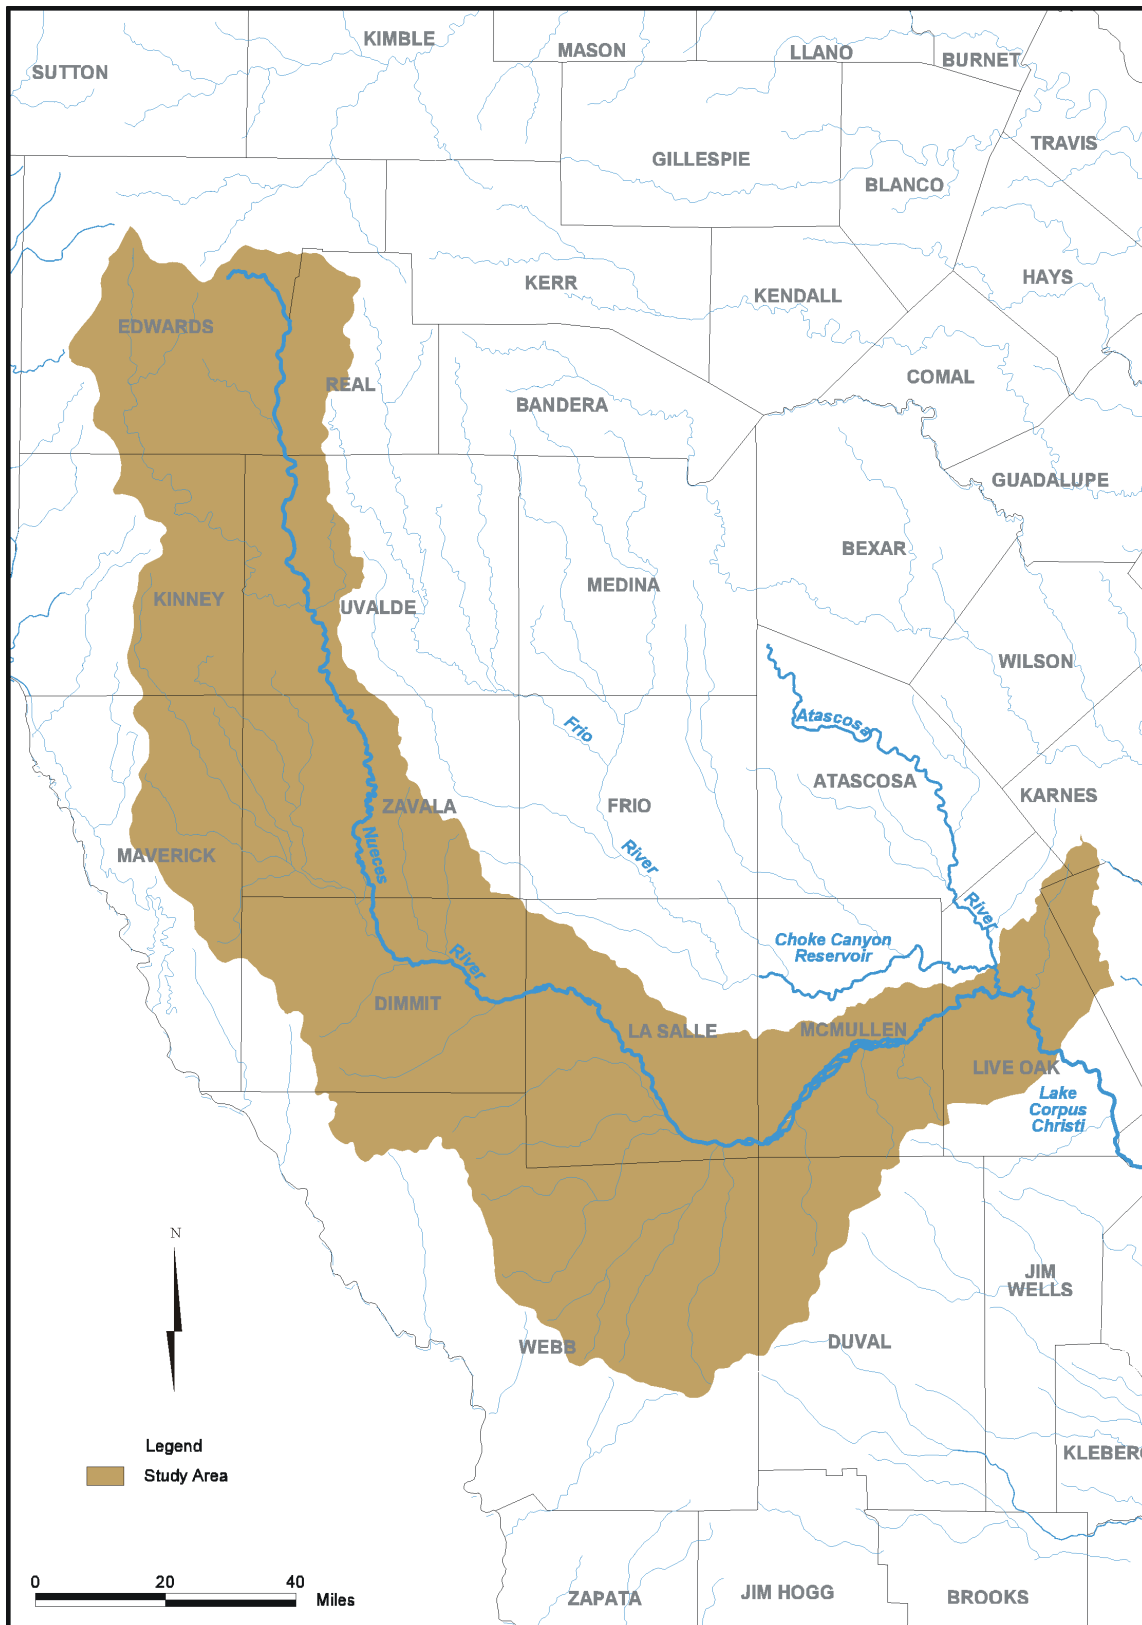 KIMBLE
MASON
LLANO
BURNET
SUTTON
TRAVIS
GILLESPIE
BLANCO
HAYS
KERR
KENDALL
EDWARDS
REAL
COMAL
BANDERA
GUADALUPE
BEXAR
MEDINA
KINNEY
UVALDE
WILSON
Atascosa
Frio
ATASCOSA
KARNES
ZAVALA
FRIO
Nueces
MAVERICK
River
River
Choke Canyon
Reservoir
River
DIMMIT
LA SALLE
MCMULLEN
LIVE OAK
Lake
Corpus
Christi
N
JIM
WELLS
WEBB
DUVAL
Legend
KLEBERG
Study Area
0 20 40
Miles
ZAPATA
JIM HOGG
BROOKS